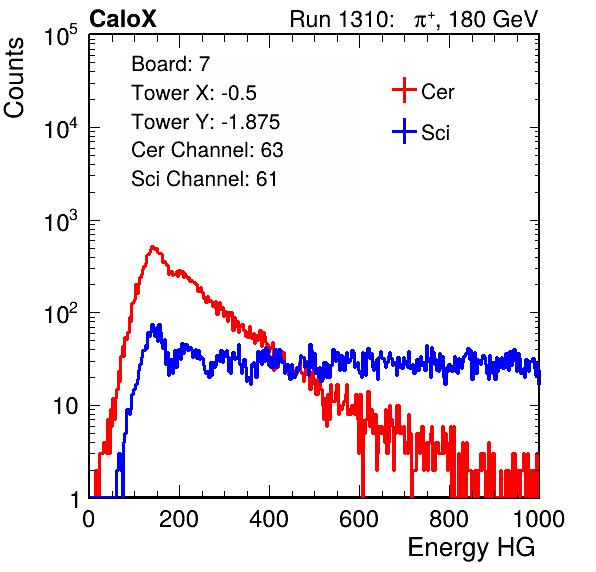 CaloX Run 1310: π⁺, 180 GeV
Counts
10⁵
10⁴
10³
10²
10
1
Board: 7
Tower X: -0.5
Tower Y: -1.875
Cer Channel: 63
Sci Channel: 61
Cer
Sci
0 200 400 600 800 1000
Energy HG